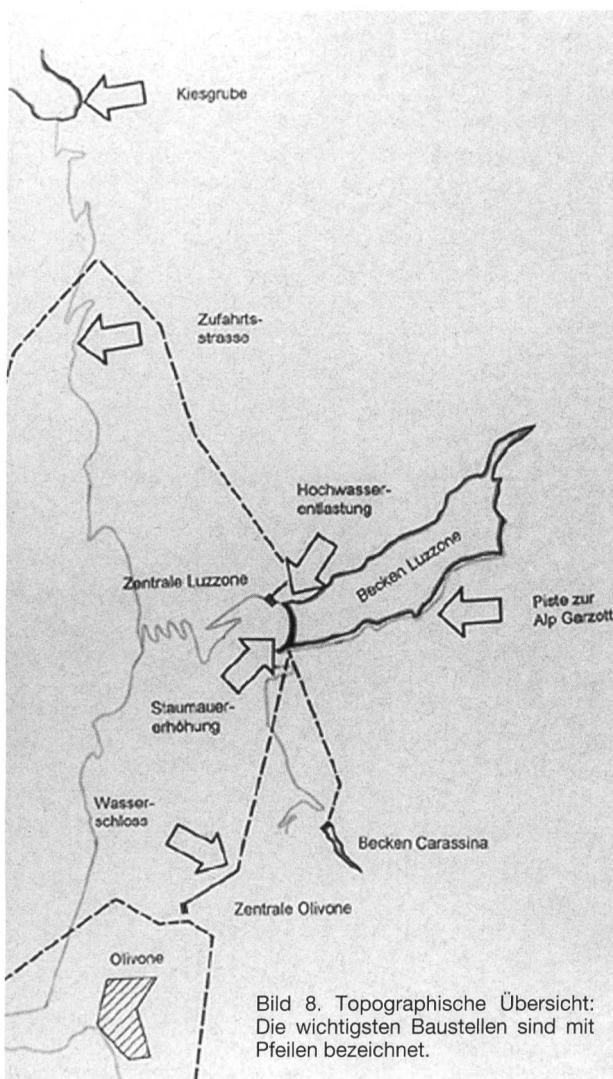 Kiesgrube
Zufahrts-
strasse
Hochwasser-
entlastung
Zentrale Luzzone
Becken Luzzone
Piste zur
Alp Garzott
Staumauer-
erhöhung
Wasser-
schloss
Becken Carassina
Zentrale Olivone
Olivone
Bild 8. Topographische Übersicht:
Die wichtigsten Baustellen sind mit
Pfeilen bezeichnet.